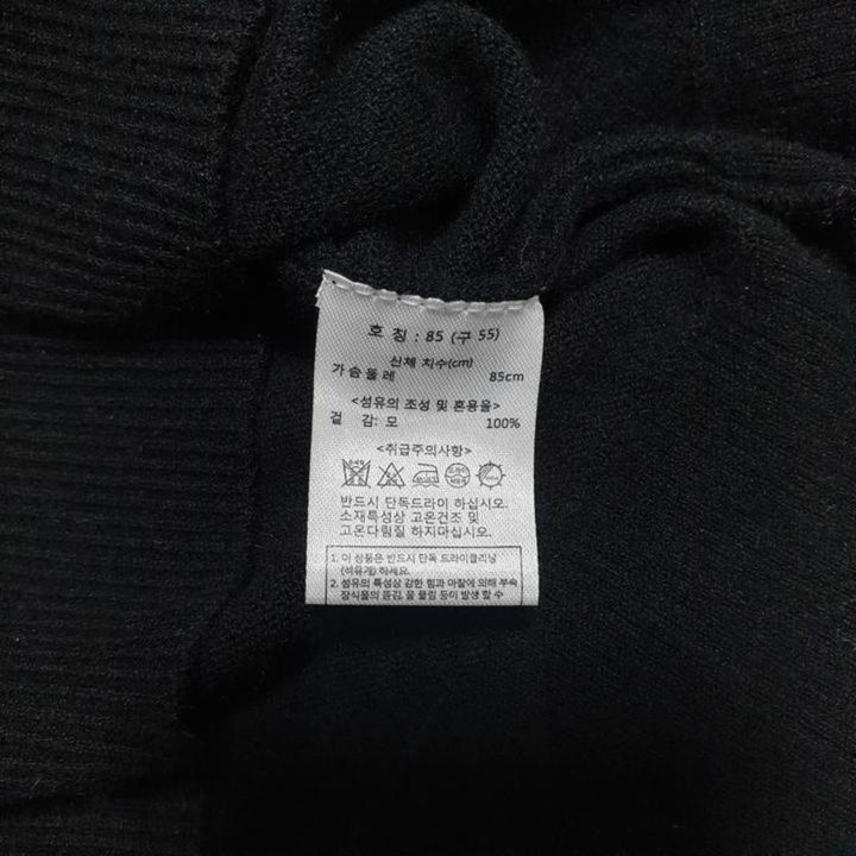 호 칭 : 85 (구 55)
신체 치수(cm)
가슴둘레 85cm
<섬유의 조성 및 혼용율>
겉 감: 모 100%
<취급주의사항>
반드시 단독드라이 하십시오.
소재특성상 고온건조 및
고온다림질 하지마십시오.
1. 이 상품은 반드시 단독 드라이클리닝
(석유계) 하세요.
2. 섬유의 특성상 강한 힘과 마찰에 의해 부속
장식물의 뜯김, 올 풀림 등이 발생 할 수